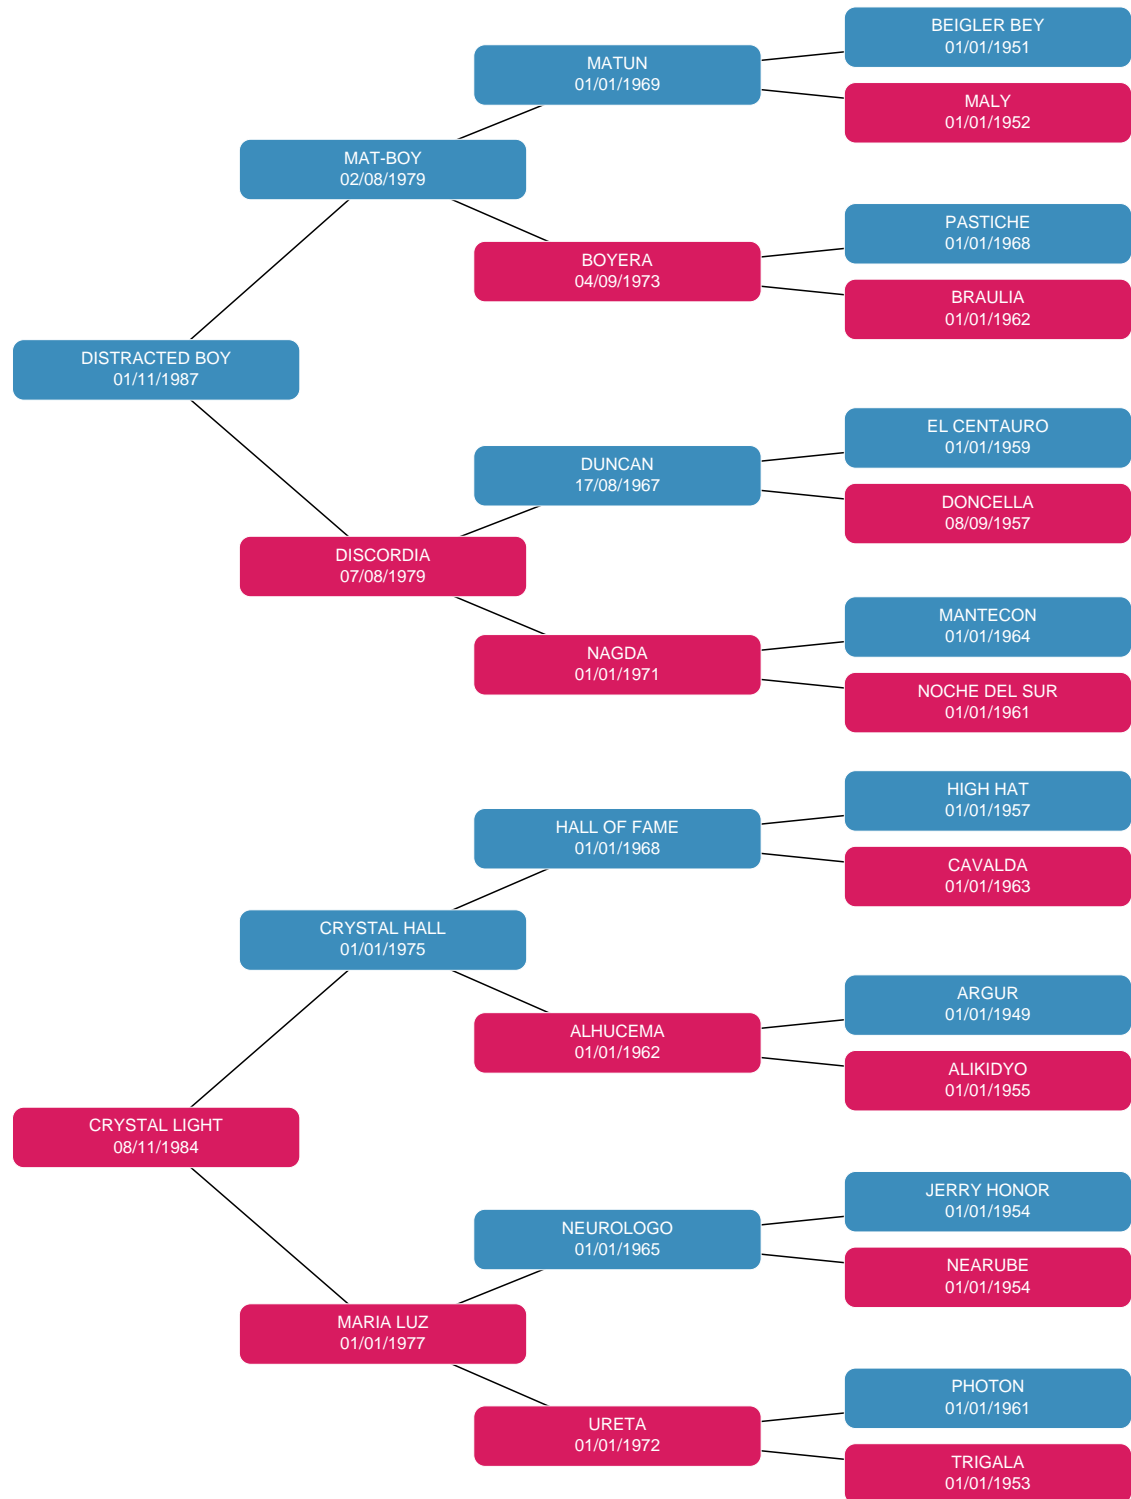 BEIGLER BEY
01/01/1951
MATUN
01/01/1969
MALY
01/01/1952
MAT-BOY
02/08/1979
PASTICHE
01/01/1968
BOYERA
04/09/1973
BRAULIA
01/01/1962
DISTRACTED BOY
01/11/1987
EL CENTAURO
01/01/1959
DUNCAN
17/08/1967
DONCELLA
08/09/1957
DISCORDIA
07/08/1979
MANTECON
01/01/1964
NAGDA
01/01/1971
NOCHE DEL SUR
01/01/1961
HIGH HAT
01/01/1957
HALL OF FAME
01/01/1968
CAVALDA
01/01/1963
CRYSTAL HALL
01/01/1975
ARGUR
01/01/1949
ALHUCEMA
01/01/1962
ALIKIDYO
01/01/1955
CRYSTAL LIGHT
08/11/1984
JERRY HONOR
01/01/1954
NEUROLOGO
01/01/1965
NEARUBE
01/01/1954
MARIA LUZ
01/01/1977
PHOTON
01/01/1961
URETA
01/01/1972
TRIGALA
01/01/1953